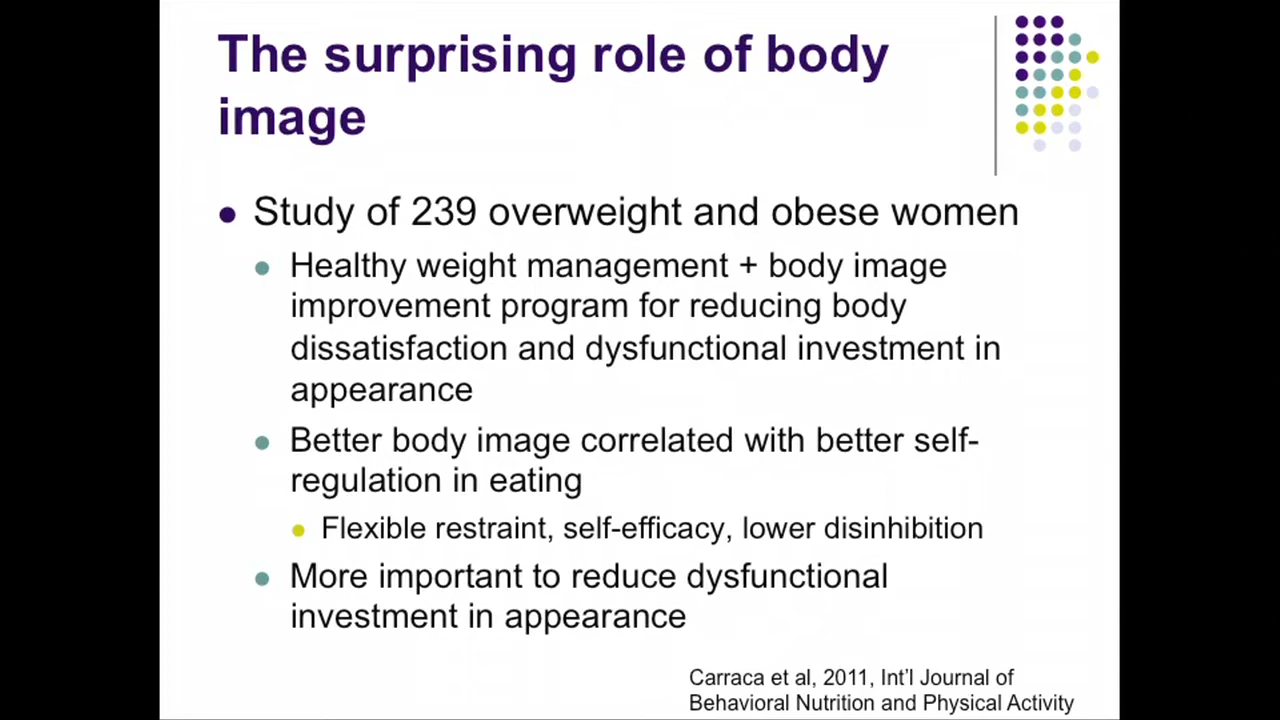 The surprising role of body
image
Study of 239 overweight and obese women
Healthy weight management + body image
improvement program for reducing body
dissatisfaction and dysfunctional investment in
appearance
Better body image correlated with better self-
regulation in eating
Flexible restraint, self-efficacy, lower disinhibition
More important to reduce dysfunctional
investment in appearance
Carraca et al, 2011, Int'l Journal of
Behavioral Nutrition and Physical Activity